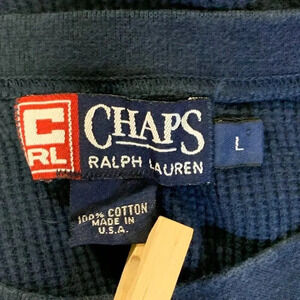 C
RL
CHAPS
RALPH LAUREN
L
100% COTTON
MADE IN
U.S.A.